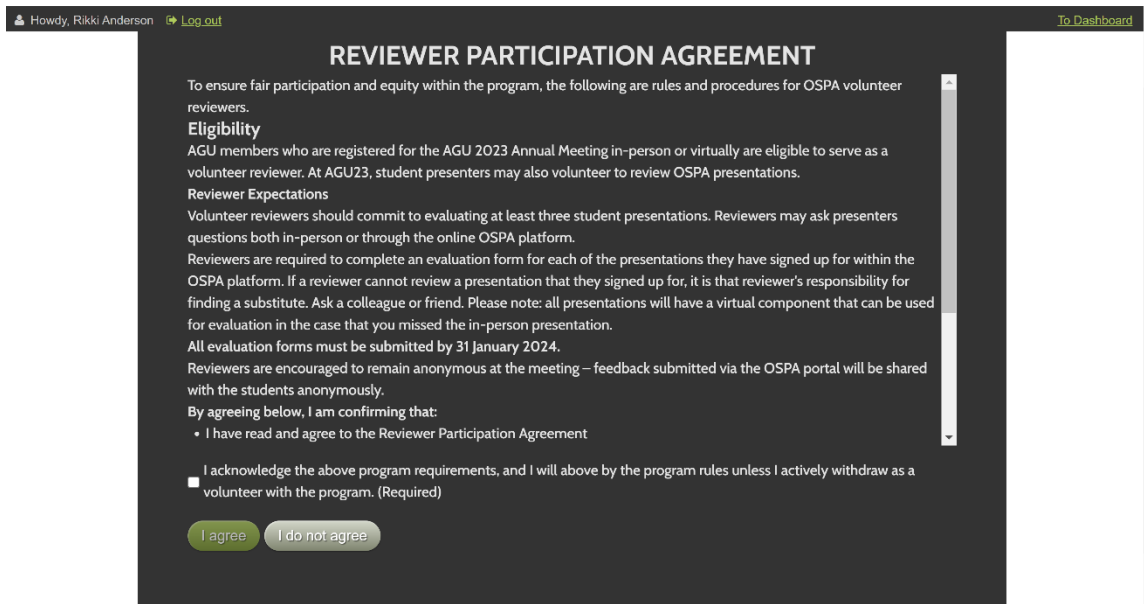 Howdy, Rikki Anderson Log out To Dashboard
REVIEWER PARTICIPATION AGREEMENT
To ensure fair participation and equity within the program, the following are rules and procedures for OSPA volunteer
reviewers.
Eligibility
AGU members who are registered for the AGU 2023 Annual Meeting in-person or virtually are eligible to serve as a
volunteer reviewer. At AGU23, student presenters may also volunteer to review OSPA presentations.
Reviewer Expectations
Volunteer reviewers should commit to evaluating at least three student presentations. Reviewers may ask presenters
questions both in-person or through the online OSPA platform.
Reviewers are required to complete an evaluation form for each of the presentations they have signed up for within the
OSPA platform. If a reviewer cannot review a presentation that they signed up for, it is that reviewer's responsibility for
finding a substitute. Ask a colleague or friend. Please note: all presentations will have a virtual component that can be used
for evaluation in the case that you missed the in-person presentation.
All evaluation forms must be submitted by 31 January 2024.
Reviewers are encouraged to remain anonymous at the meeting – feedback submitted via the OSPA portal will be shared
with the students anonymously.
By agreeing below, I am confirming that:
• I have read and agree to the Reviewer Participation Agreement
I acknowledge the above program requirements, and I will above by the program rules unless I actively withdraw as a
volunteer with the program. (Required)
I agree I do not agree